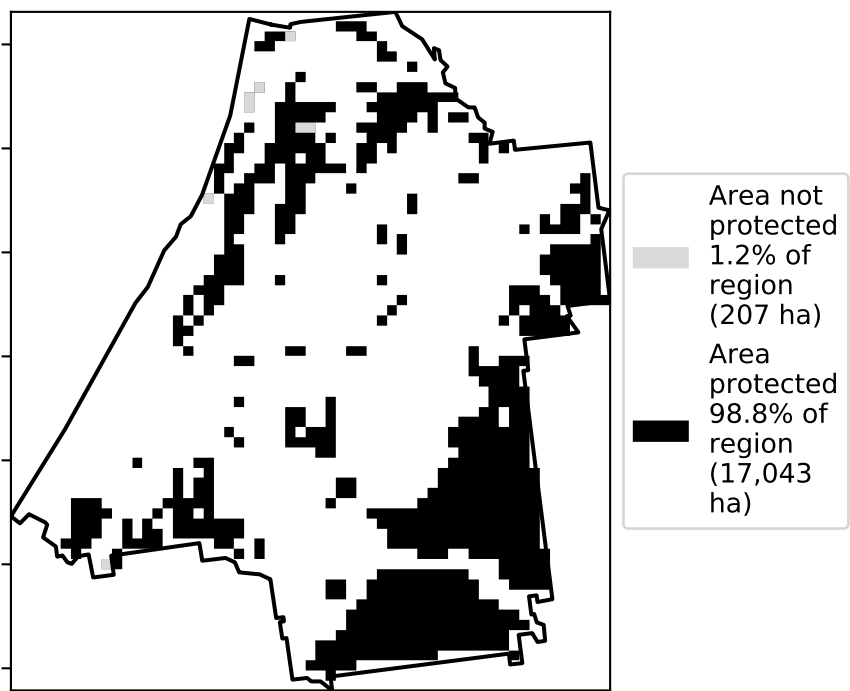 Area not
protected
1.2% of
region
(207 ha)
Area
protected
98.8% of
region
(17,043
ha)